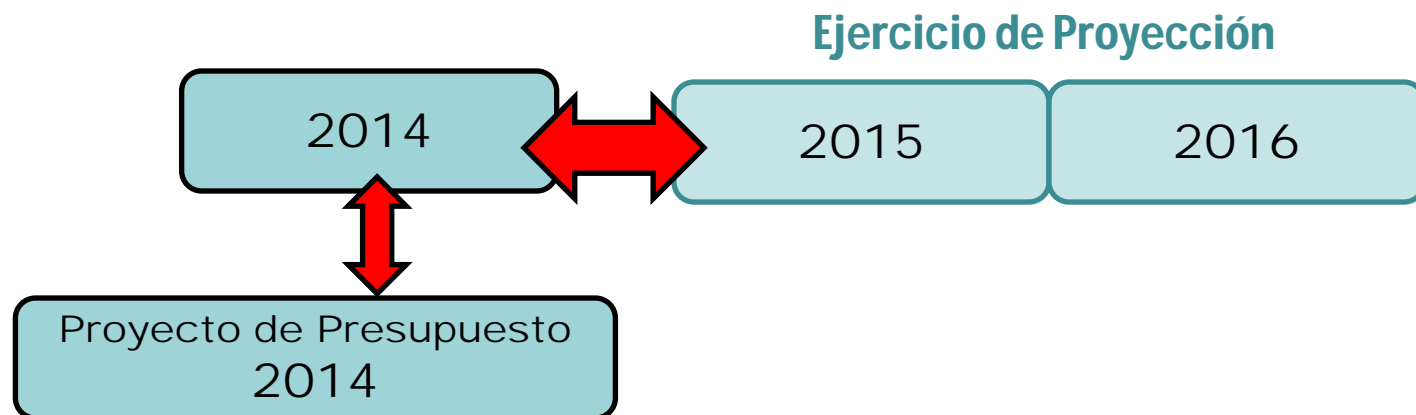 Ejercicio de Proyección
2014
2015
2016
Proyecto de Presupuesto
2014